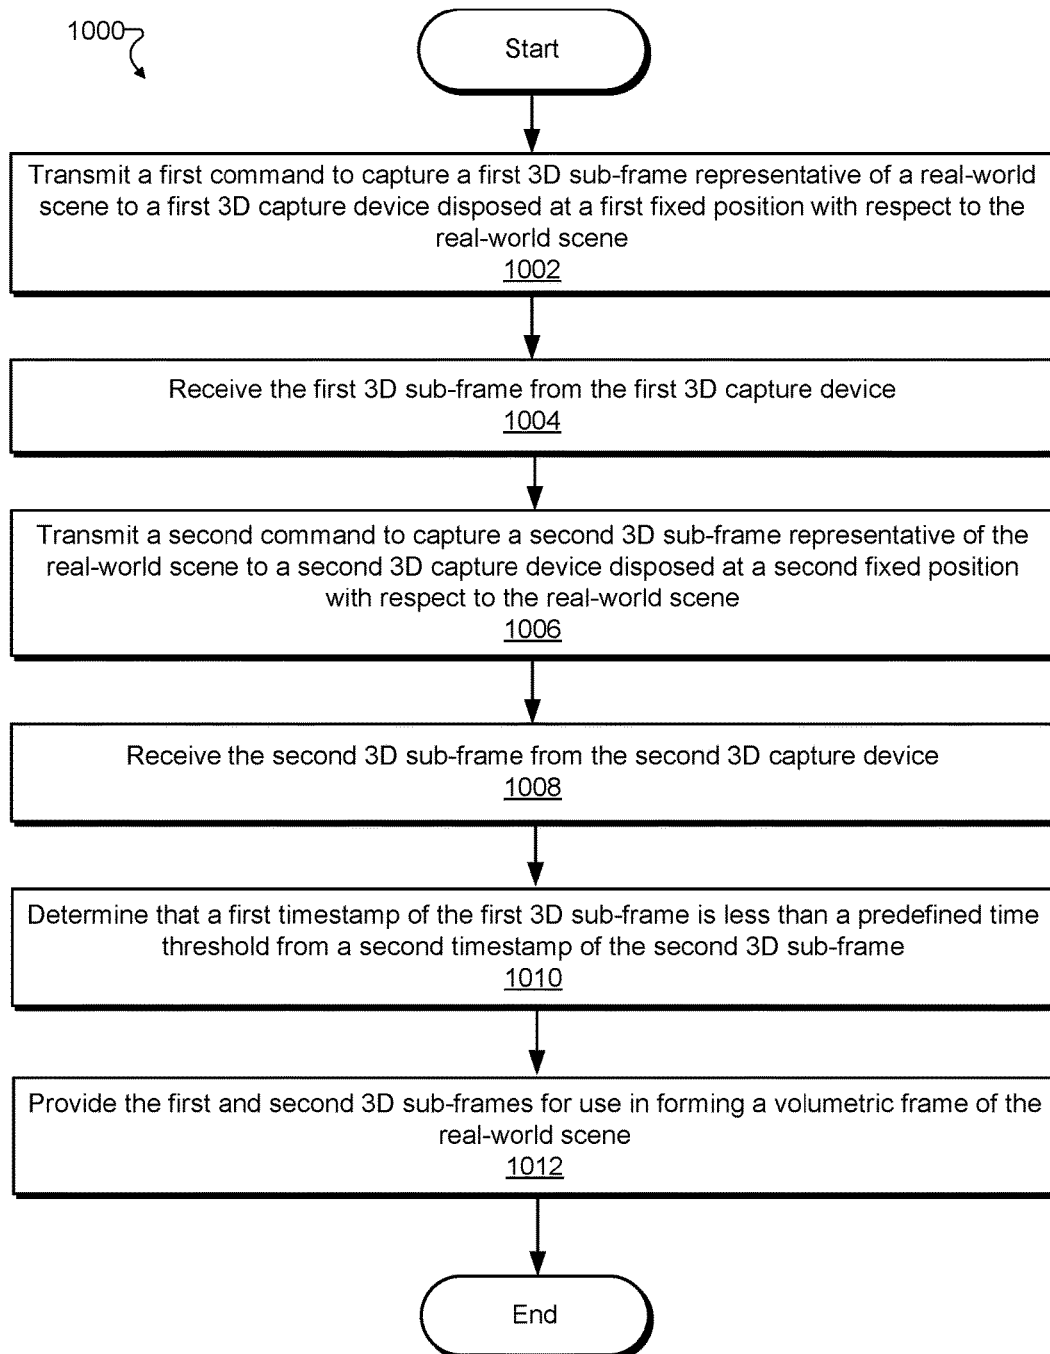 1000
Start
Transmit a first command to capture a first 3D sub-frame representative of a real-world
scene to a first 3D capture device disposed at a first fixed position with respect to the
real-world scene
1002
Receive the first 3D sub-frame from the first 3D capture device
1004
Transmit a second command to capture a second 3D sub-frame representative of the
real-world scene to a second 3D capture device disposed at a second fixed position
with respect to the real-world scene
1006
Receive the second 3D sub-frame from the second 3D capture device
1008
Determine that a first timestamp of the first 3D sub-frame is less than a predefined time
threshold from a second timestamp of the second 3D sub-frame
1010
Provide the first and second 3D sub-frames for use in forming a volumetric frame of the
real-world scene
1012
End